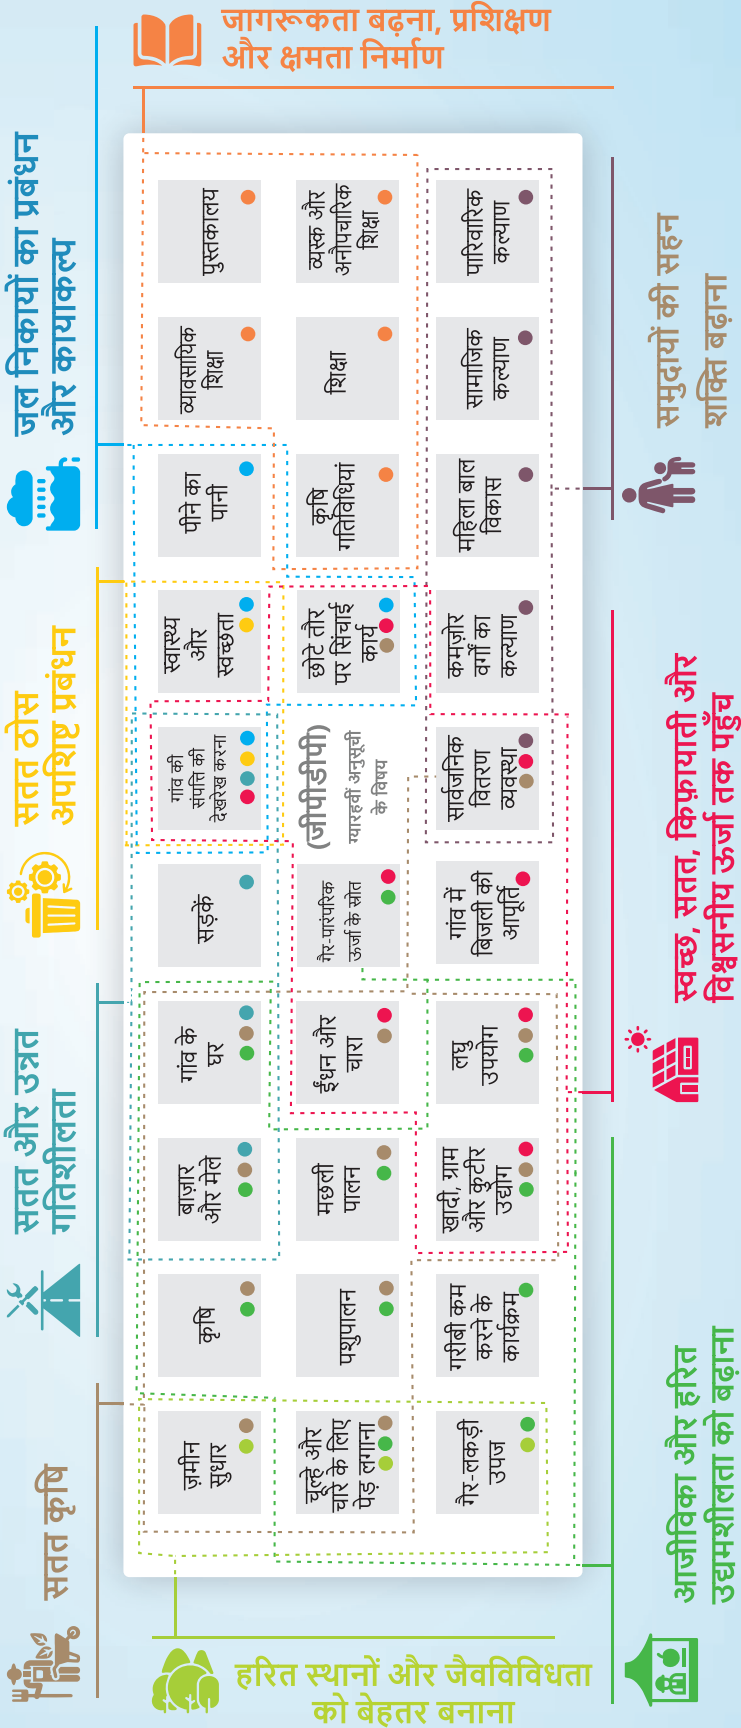 जागरूकता बढ़ना, प्रशिक्षण
और क्षमता निर्माण
जल निकायों का प्रबंधन
और कायाकल्प
सतत ठोस
अपशिष्ट प्रबंधन
सतत और उन्नत
गतिशीलता
सतत कृषि
पुस्तकालय
व्यावसायिक
शिक्षा
पीने का
पानी
स्वास्थ्य
और
स्वच्छता
गांव की
संपत्ति की
देखरेख करना
सड़कें
गांव के
घर
बाज़ार
और मेले
कृषि
ज़मीन
सुधार
व्यस्क और
अनौपचारिक
शिक्षा
शिक्षा
कृषि
गतिविधियां
छोटे तौर
पर सिंचाई
कार्य
(जीपीडीपी)
ग्यारहवीं अनुसूची
के विषय
गैर-पारंपरिक
ऊर्जा के स्रोत
ईंधन और
चारा
मछली
पालन
पशुपालन
चूल्हे और
चारे के लिए
पेड़ लगाना
पारिवारिक
कल्याण
सामाजिक
कल्याण
महिला बाल
विकास
कमज़ोर
वर्गों का
कल्याण
सार्वजनिक
वितरण
व्यवस्था
गांव में
बिजली की
आपूर्ति
लघु
उपयोग
खादी, ग्राम
और कुटीर
उद्योग
गरीबी कम
करने के
कार्यक्रम
गैर-लकड़ी
उपज
समुदायों की सहन
शक्ति बढ़ाना
स्वच्छ, सतत, किफ़ायाती और
विश्वसनीय ऊर्जा तक पहुँच
आजीविका और हरित
उद्यमशीलता को बढ़ाना
हरित स्थानों और जैवविविधता
को बेहतर बनाना